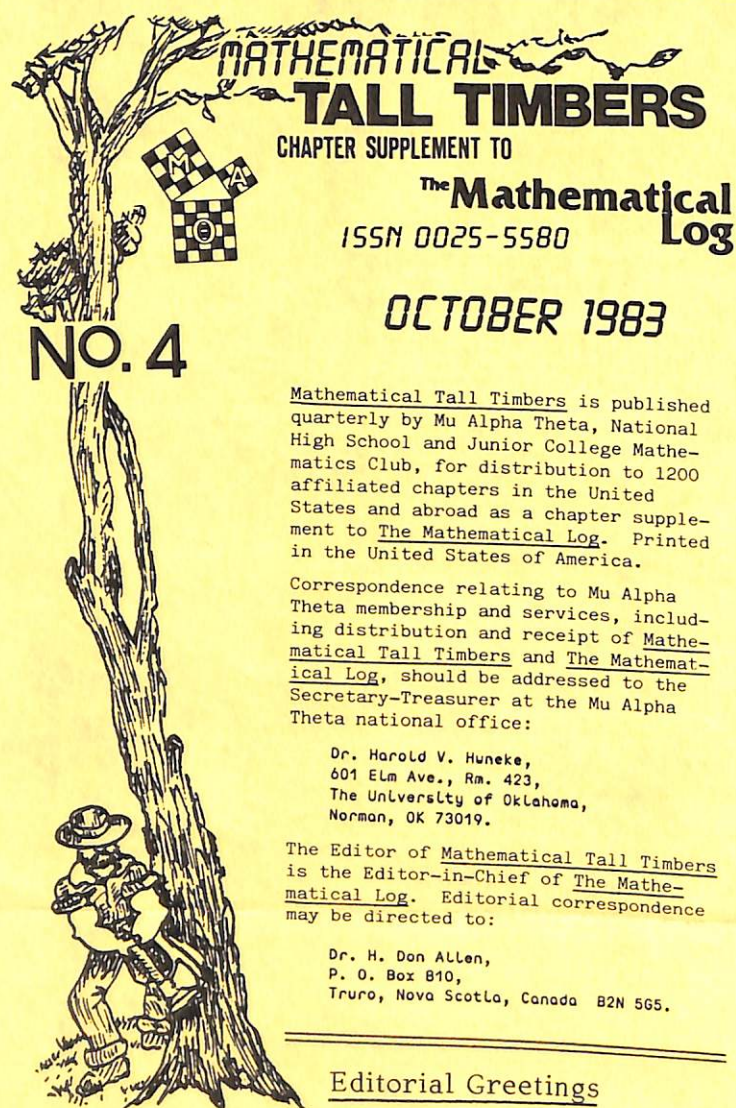 MATHEMATICAL
TALL TIMBERS
CHAPTER SUPPLEMENT TO
The Mathematical
Log
M A
Θ
ISSN 0025-5580
OCTOBER 1983
NO. 4
Mathematical Tall Timbers is published
quarterly by Mu Alpha Theta, National
High School and Junior College Mathe-
matics Club, for distribution to 1200
affiliated chapters in the United
States and abroad as a chapter supple-
ment to The Mathematical Log. Printed
in the United States of America.
Correspondence relating to Mu Alpha
Theta membership and services, includ-
ing distribution and receipt of Mathe-
matical Tall Timbers and The Mathemat-
ical Log, should be addressed to the
Secretary-Treasurer at the Mu Alpha
Theta national office:
Dr. Harold V. Huneke,
601 Elm Ave., Rm. 423,
The University of Oklahoma,
Norman, OK 73019.
The Editor of Mathematical Tall Timbers
is the Editor-in-Chief of The Mathe-
matical Log. Editorial correspondence
may be directed to:
Dr. H. Don Allen,
P. O. Box 810,
Truro, Nova Scotia, Canada B2N 5G5.
Editorial Greetings